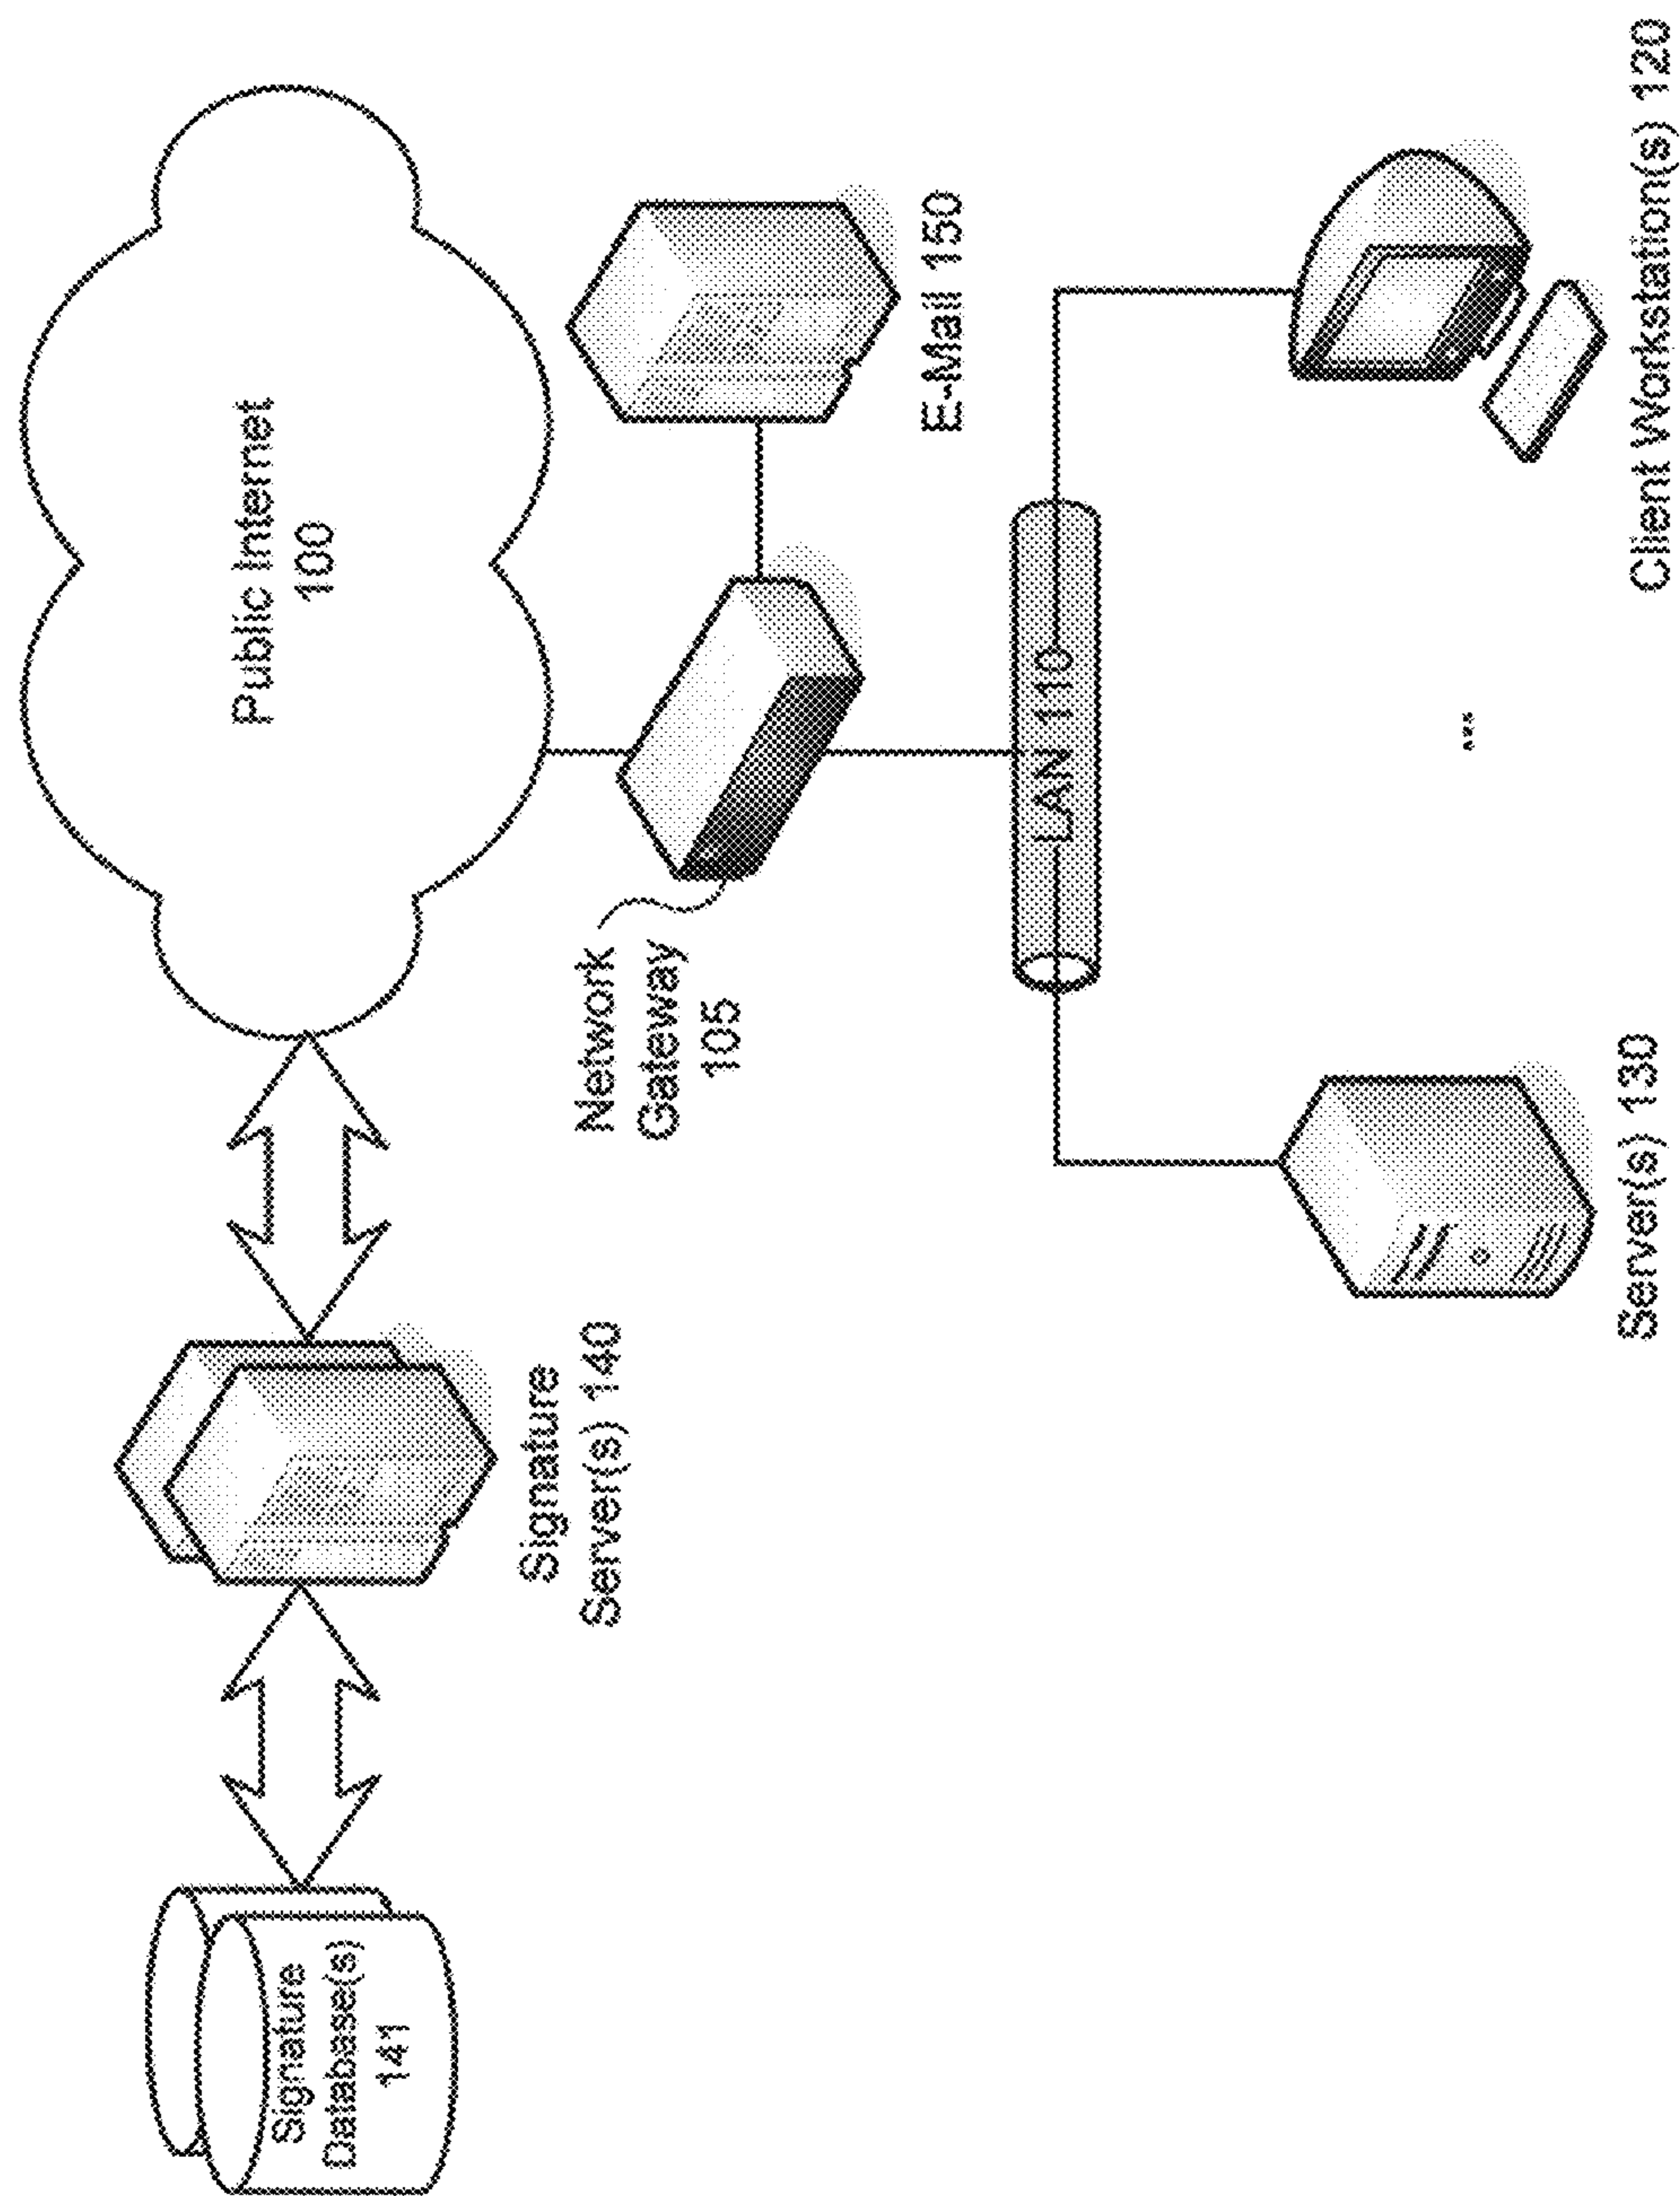 Public Internet
100
Signature
Database(s)
141
Signature
Server(s) 140
Network
Gateway
105
E-Mail 150
LAN 110
...
Server(s) 130
Client Workstation(s) 120